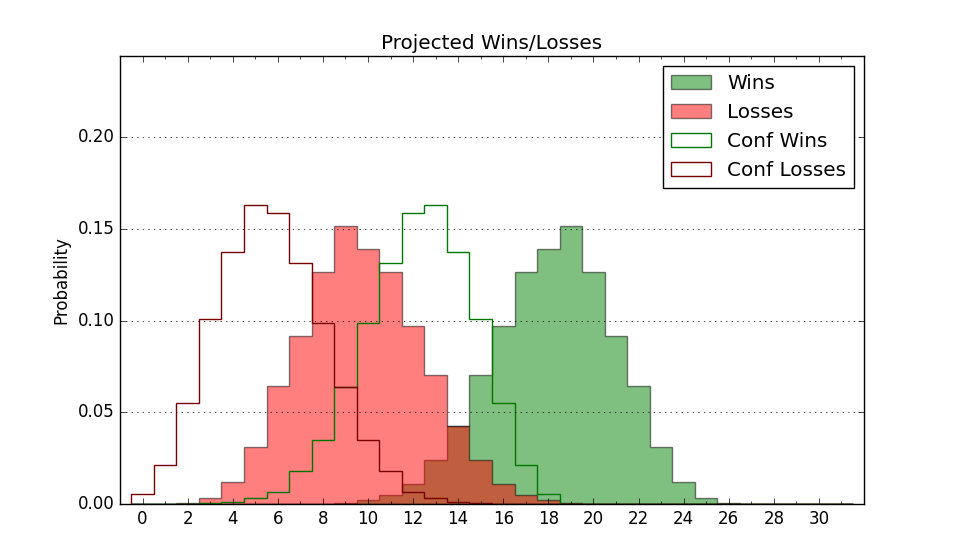 Projected Wins/Losses
Wins
Losses
Conf Wins
Conf Losses
Probability
0.20
0.15
0.10
0.05
0.00
0 2 4 6 8 10 12 14 16 18 20 22 24 26 28 30